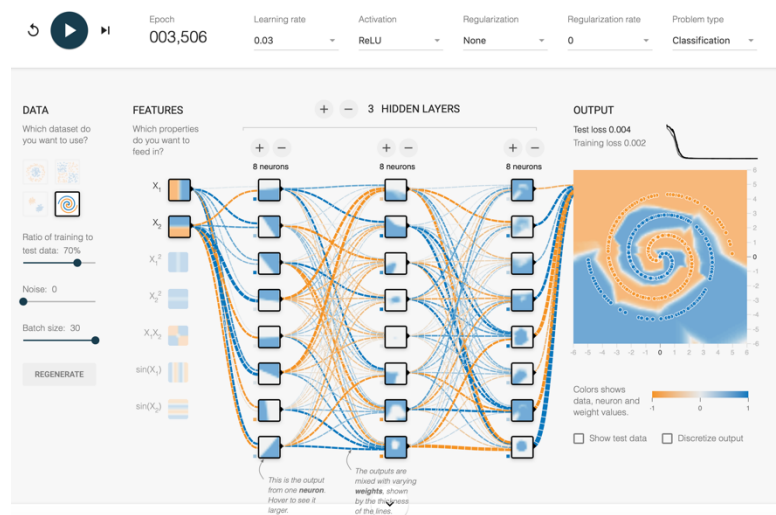 Epoch
003,506
Learning rate
0.03
Activation
ReLU
Regularization
None
Regularization rate
0
Problem type
Classification
DATA
Which dataset do
you want to use?
Ratio of training to
test data: 70%
Noise: 0
Batch size: 30
REGENERATE
FEATURES
Which properties
do you want to
feed in?
X₁
X₂
X₁²
X₂²
X₁X₂
sin(X₁)
sin(X₂)
+ − 3 HIDDEN LAYERS
+ −
8 neurons
+ −
8 neurons
+ −
8 neurons
This is the output
from one neuron.
Hover to see it
larger.
The outputs are
mixed with varying
weights, shown
by the thickness
of the lines.
OUTPUT
Test loss 0.004
Training loss 0.002
6
5
4
3
2
1
0
-1
-2
-3
-4
-5
-6
-6 -5 -4 -3 -2 -1 0 1 2 3 4 5 6
Colors shows
data, neuron and
weight values.
-1 0 1
Show test data
Discretize output